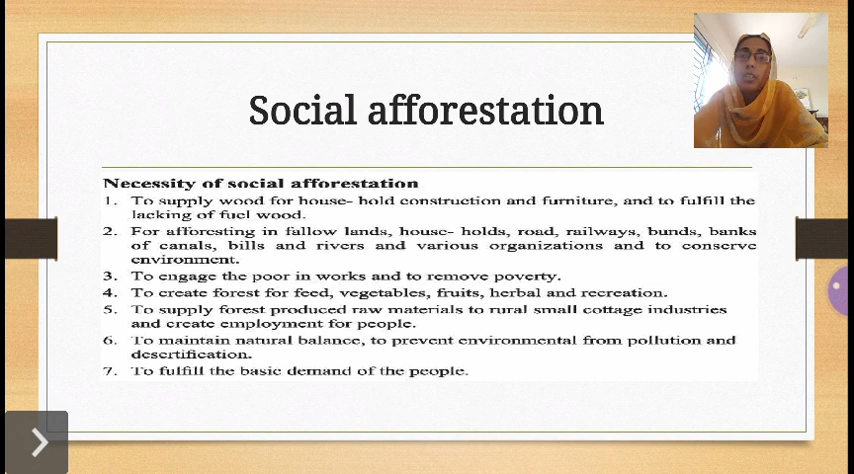 Social afforestation
Necessity of social afforestation
1. To supply wood for house- hold construction and furniture, and to fulfill the
lacking of fuel wood.
2. For afforesting in fallow lands, house- holds, road, railways, bunds, banks
of canals, bills and rivers and various organizations and to conserve
environment.
3. To engage the poor in works and to remove poverty.
4. To create forest for feed, vegetables, fruits, herbal and recreation.
5. To supply forest produced raw materials to rural small cottage industries
and create employment for people.
6. To maintain natural balance, to prevent environmental from pollution and
desertification.
7. To fulfill the basic demand of the people.